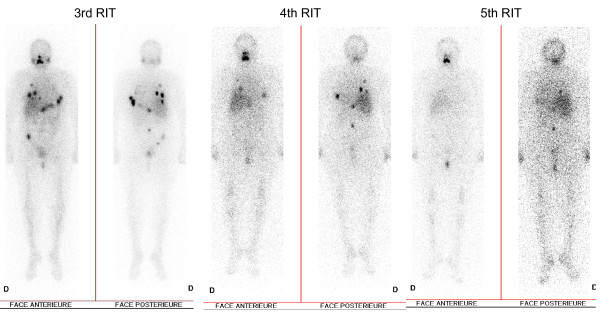 3rd RIT 4th RIT 5th RIT
D D D D D D
FACE ANTERIEURE FACE POSTERIEURE FACE ANTERIEURE FACE POSTERIEURE FACE ANTERIEURE FACE POSTERIEURE